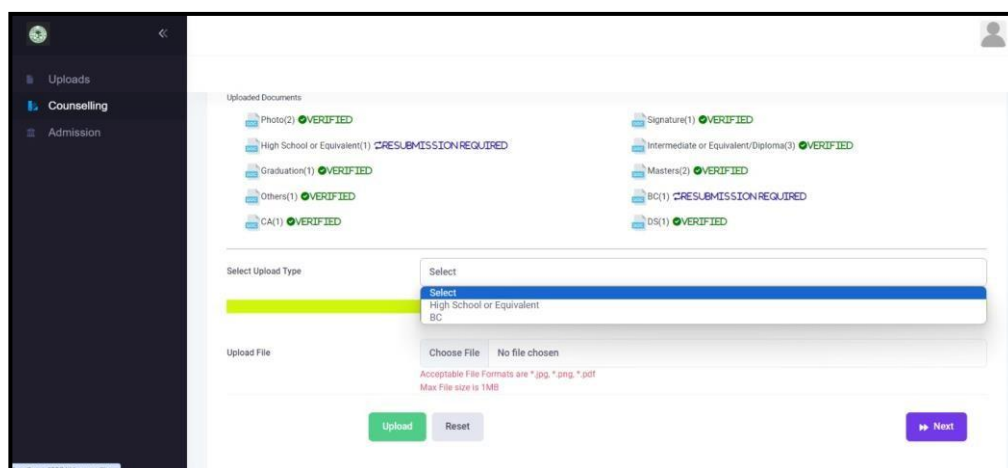 «
Uploads
Counselling
Admission
Uploaded Documents
Photo(2) VERIFIED
Signature(1) VERIFIED
High School or Equivalent(1) RESUBMISSION REQUIRED
Intermediate or Equivalent/Diploma(3) VERIFIED
Graduation(1) VERIFIED
Masters(2) VERIFIED
Others(1) VERIFIED
BC(1) RESUBMISSION REQUIRED
CA(1) VERIFIED
DS(1) VERIFIED
Select Upload Type
Select
Select
High School or Equivalent
BC
Upload File
Choose File No file chosen
Acceptable File Formats are *.jpg, *.png, *.pdf
Max File size is 1MB
Upload
Reset
Next